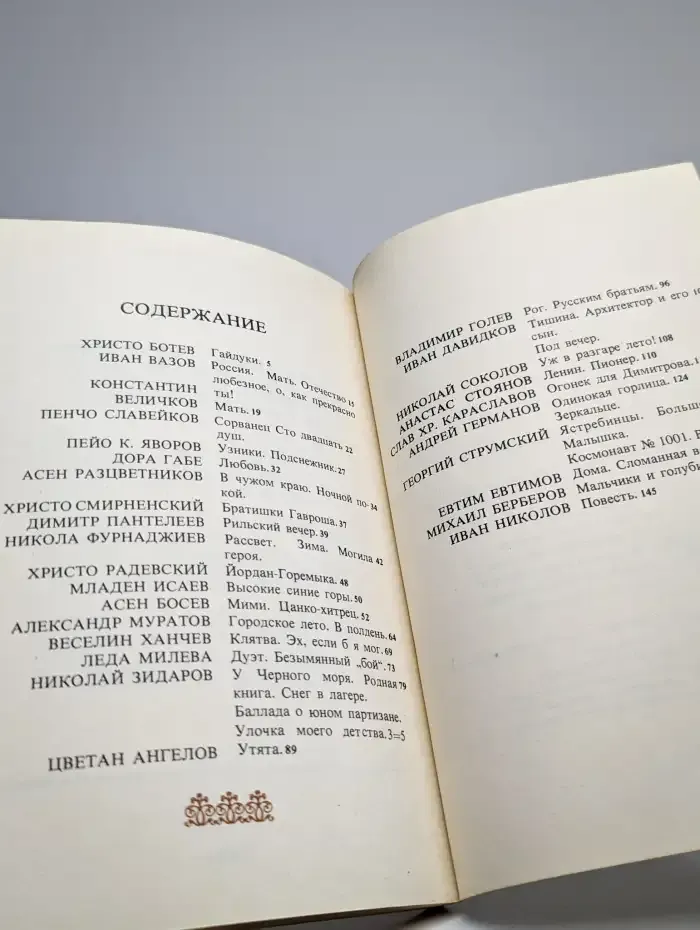 СОДЕРЖАНИЕ
ХРИСТО БОТЕВ Гайдуки. 5
ИВАН ВАЗОВ Россия. Мать. Отечество
любезное, о, как прекрасно
ты!
КОНСТАНТИН
ВЕЛИЧКОВ Мать. 19
ПЕНЧО СЛАВЕЙКОВ Сорванец Сто двадцать 22
душ.
ПЕЙО К. ЯВОРОВ Узники. Подснежник. 27
ДОРА ГАБЕ Любовь. 32
АСЕН РАЗЦВЕТНИКОВ В чужом краю. Ночной по- 34
кой.
ХРИСТО СМИРНЕНСКИЙ Братишки Гавроша. 37
ДИМИТР ПАНТЕЛЕЕВ Рильский вечер. 39
НИКОЛА ФУРНАДЖИЕВ Рассвет. Зима. Могила 42
героя.
ХРИСТО РАДЕВСКИЙ Йордан-Горемыка. 48
МЛАДЕН ИСАЕВ Высокие синие горы. 50
АСЕН БОСЕВ Мими. Цанко-хитрец. 52
АЛЕКСАНДР МУРАТОВ Городское лето. В полдень. 64
ВЕСЕЛИН ХАНЧЕВ Клятва. Эх, если б я мог. 69
ЛЕДА МИЛЕВА Дуэт. Безымянный „бой“. 73
НИКОЛАЙ ЗИДАРОВ У Черного моря. Родная 79
книга. Снег в лагере.
Баллада о юном партизане.
Улочка моего детства. 3=5
ЦВЕТАН АНГЕЛОВ Утята. 89
ВЛАДИМИР ГОЛЕВ Рог. Русским братьям. 96
ИВАН ДАВИДКОВ Тишина. Архитектор и его
сын.
Под вечер.
НИКОЛАЙ СОКОЛОВ Уж в разгаре лето! 108
АНАСТАС СТОЯНОВ Ленин. Пионер. 110
СЛАВ ХР. КАРАСЛАВОВ Огонек для Димитрова.
АНДРЕЙ ГЕРМАНОВ Одинокая горлица. 124
Зеркальце.
ГЕОРГИЙ СТРУМСКИЙ Ястребинцы.
Малышка.
Космонавт № 1001.
ЕВТИМ ЕВТИМОВ Дома. Сломанная
МИХАИЛ БЕРБЕРОВ Мальчики и
ИВАН НИКОЛОВ Повесть. 145